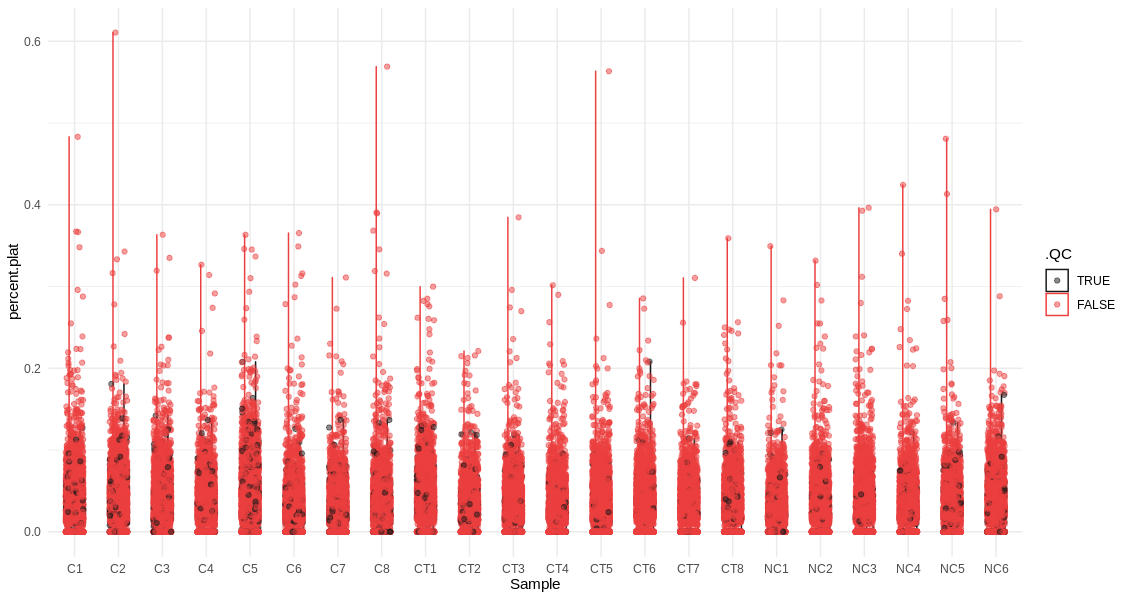 0.6
0.4
0.2
0.0
percent.plat
C1 C2 C3 C4 C5 C6 C7 C8 CT1 CT2 CT3 CT4 CT5 CT6 CT7 CT8 NC1 NC2 NC3 NC4 NC5 NC6
Sample
.QC
TRUE
FALSE